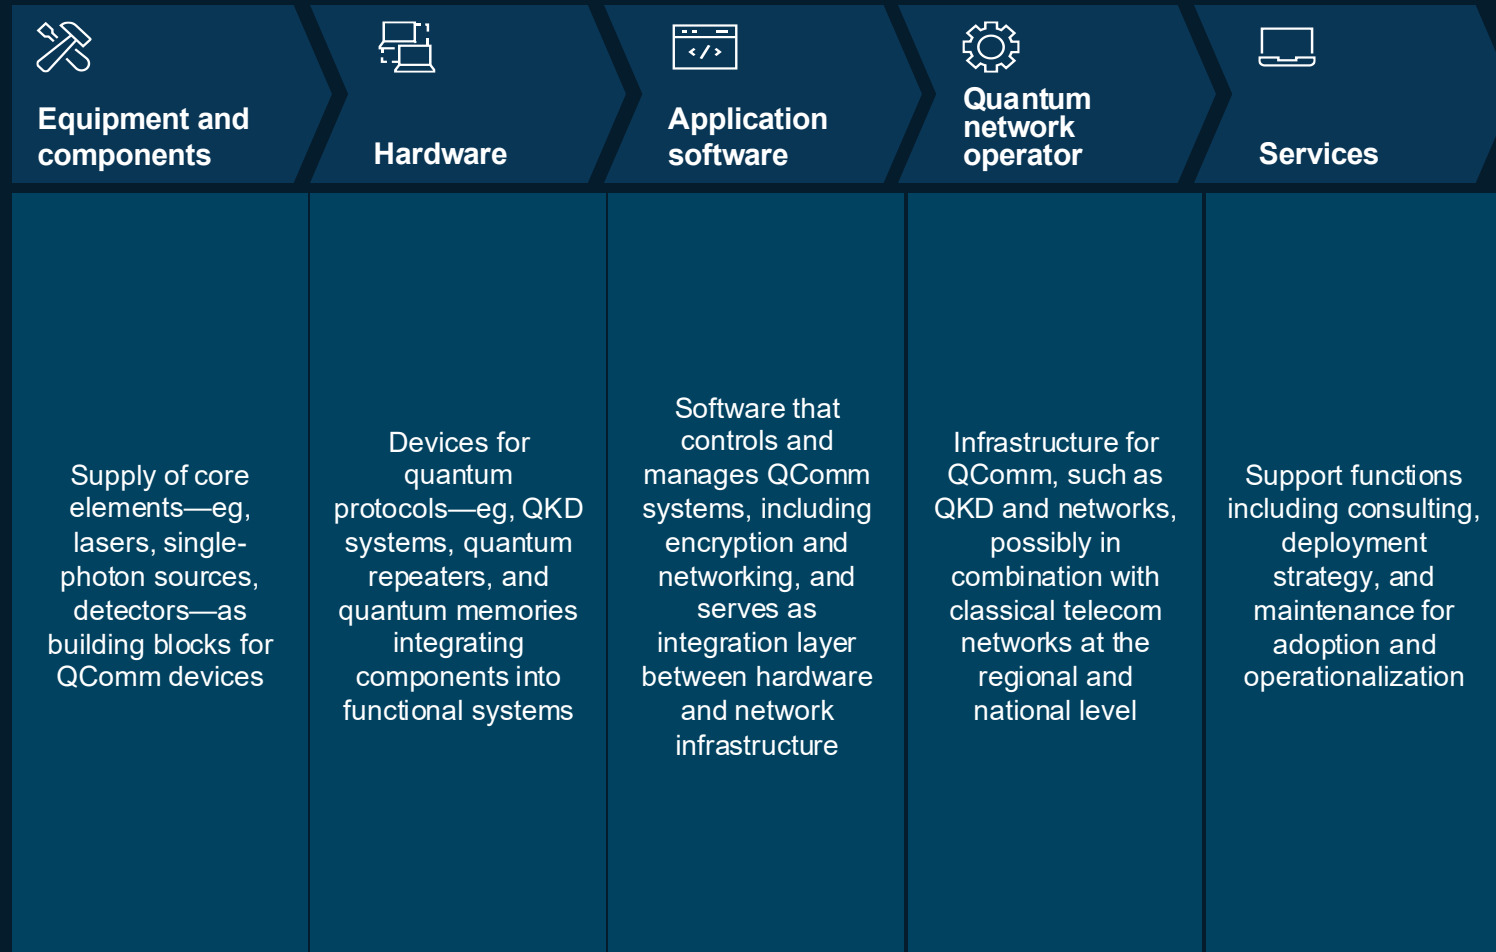 Equipment and
components
Hardware
</>
Application
software
Quantum
network
operator
Services
Supply of core
elements—eg,
lasers, single-
photon sources,
detectors—as
building blocks for
QComm devices
Devices for
quantum
protocols—eg, QKD
systems, quantum
repeaters, and
quantum memories
integrating
components into
functional systems
Software that
controls and
manages QComm
systems, including
encryption and
networking, and
serves as
integration layer
between hardware
and network
infrastructure
Infrastructure for
QComm, such as
QKD and networks,
possibly in
combination with
classical telecom
networks at the
regional and
national level
Support functions
including consulting,
deployment
strategy, and
maintenance for
adoption and
operationalization